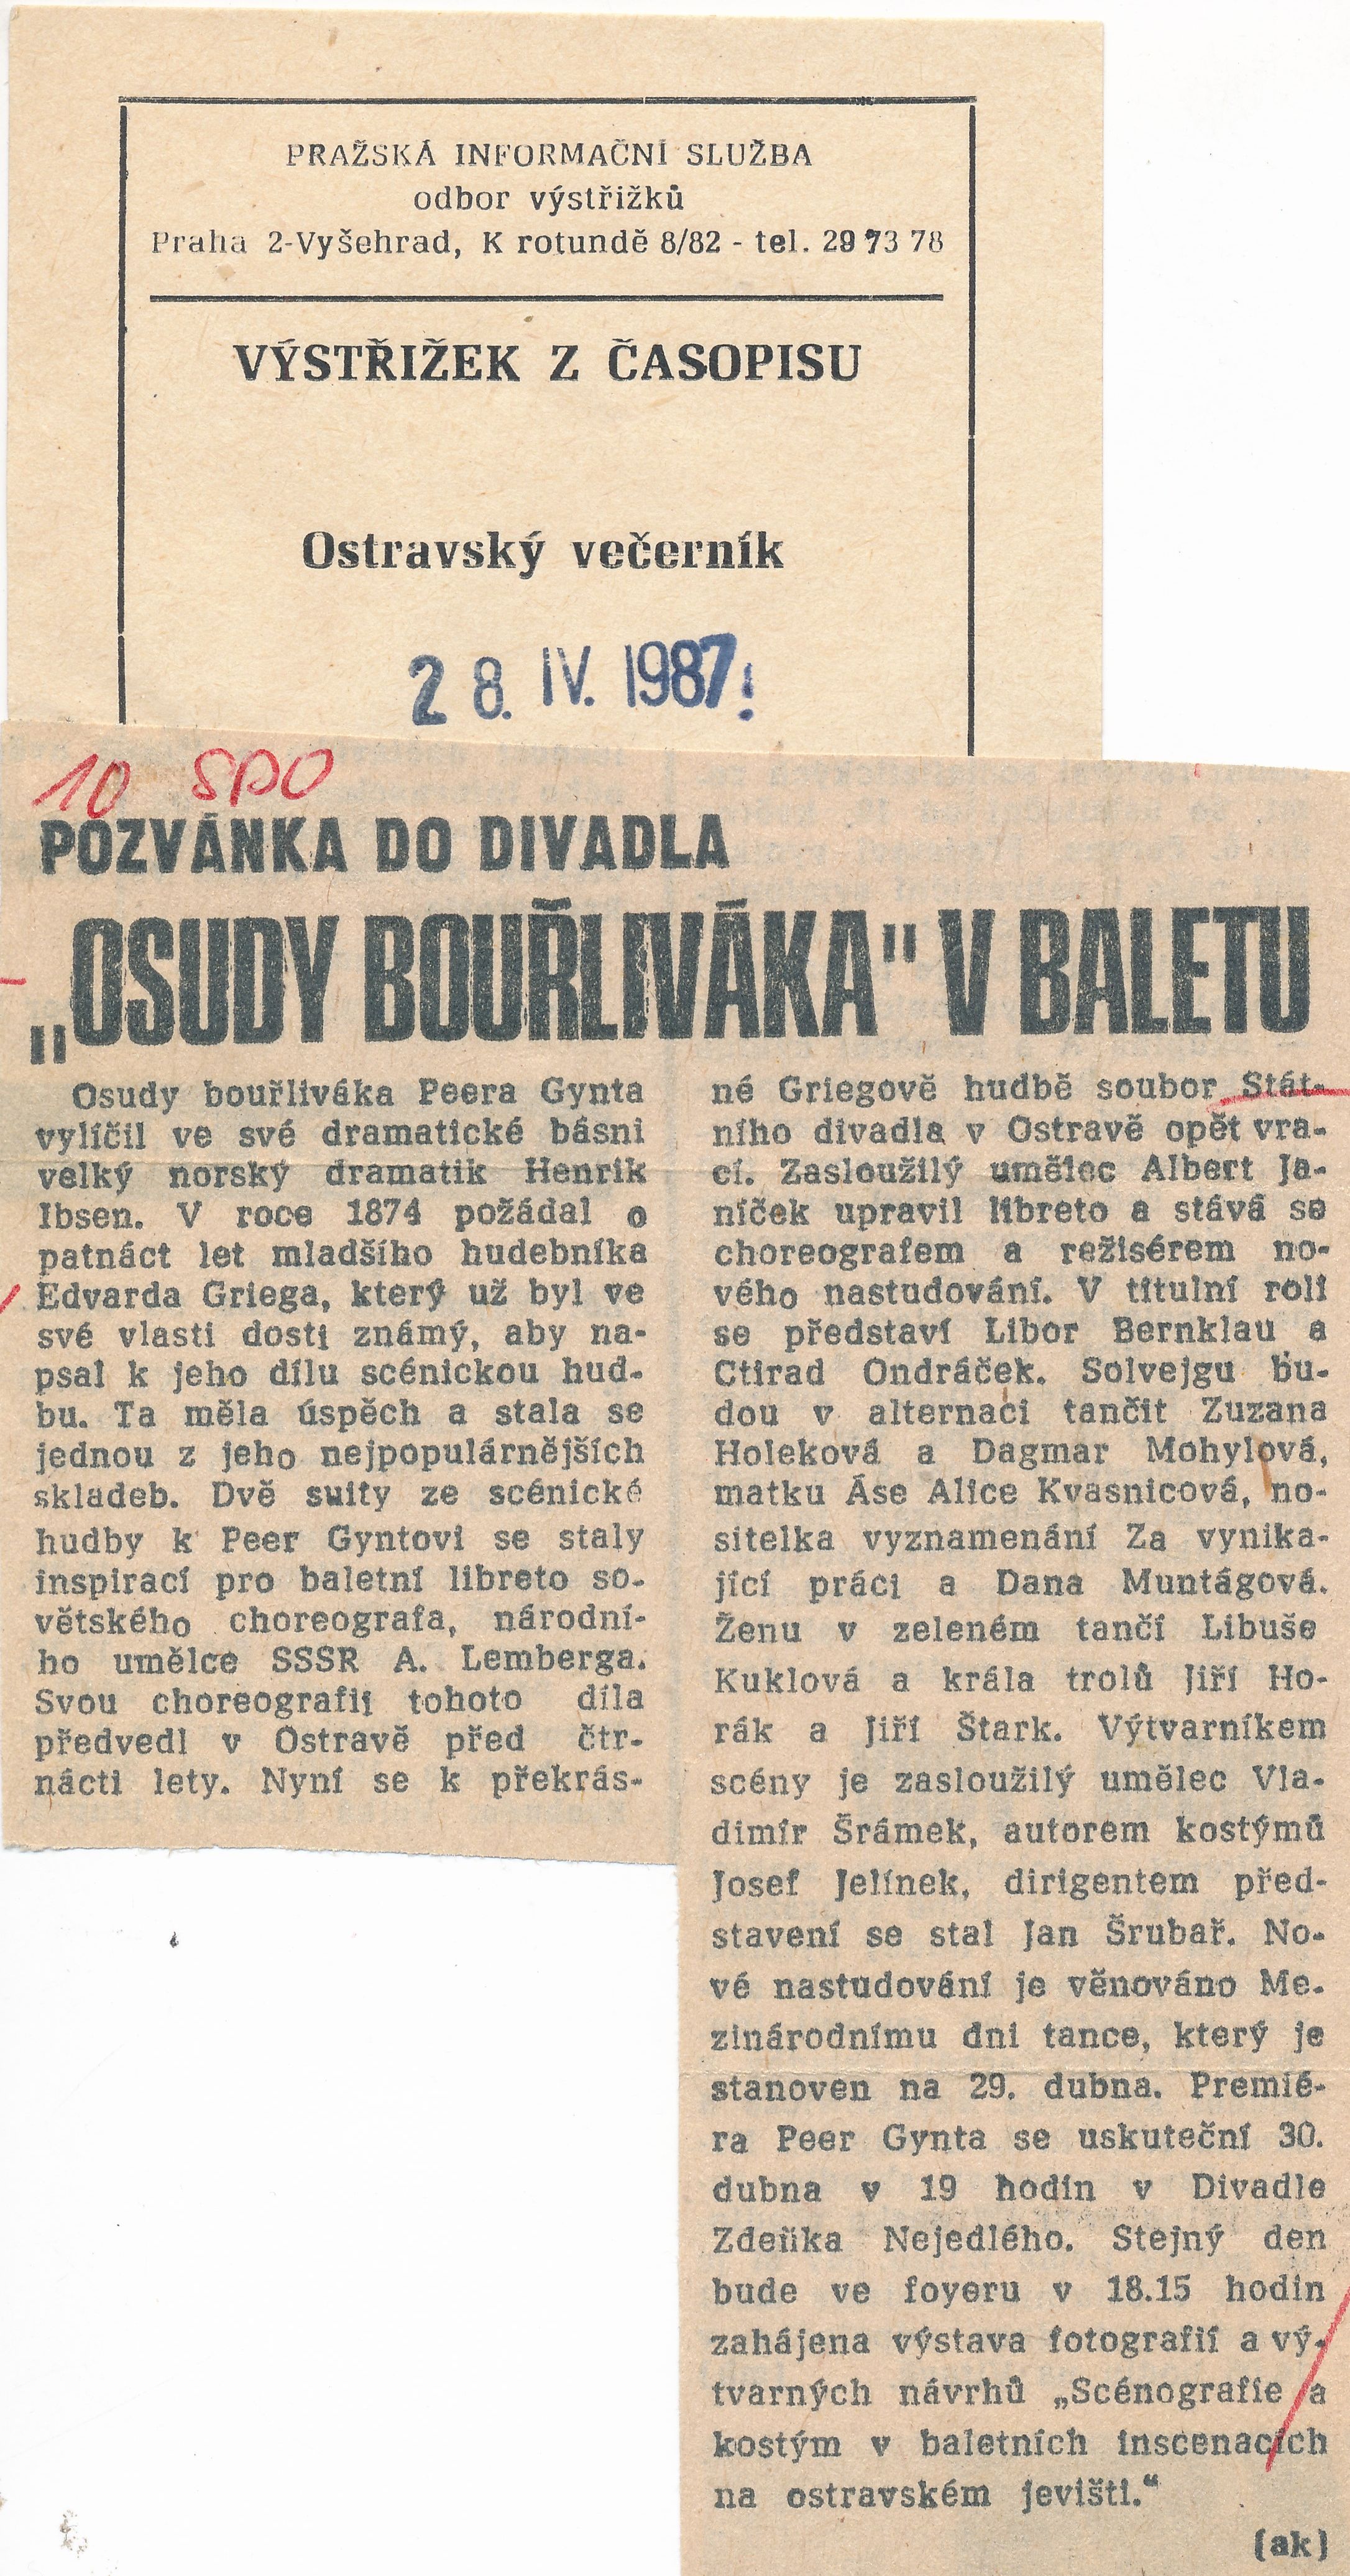 PRAŽSKÁ INFORMAČNÍ SLUŽBA
odbor výstřižků
Praha 2-Vyšehrad, K rotundě 8/82 - tel. 29 73 78
VÝSTŘIŽEK Z ČASOPISU
Ostravský večerník
28. IV. 1987
10 SDO
POZVÁNKA DO DIVADLA
„OSUDY BOUŘLIVÁKA" V BALETU
Osudy bouřliváka Peera Gynta
vylíčil ve své dramatické básni
velký norský dramatik Henrik
Ibsen. V roce 1874 požádal o
patnáct let mladšího hudebníka
Edvarda Griega, který už byl ve
své vlasti dosti známý, aby na-
psal k jeho dílu scénickou hud-
bu. Ta měla úspěch a stala se
jednou z jeho nejpopulárnějších
skladeb. Dvě suity ze scénické
hudby k Peer Gyntovi se staly
inspirací pro baletní libreto so-
větského choreografa, národní-
ho umělce SSSR A. Lemberga.
Svou choreografii tohoto díla
předvedl v Ostravě před čtr-
nácti lety. Nyní se k překrás-
né Griegově hudbě soubor Stát-
ního divadla v Ostravě opět vra-
cí. Zasloužilý umělec Albert Ja-
níček upravil libreto a stává se
choreografem a režisérem no-
vého nastudování. V titulní roli
se představí Libor Bernklau a
Ctirad Ondráček. Solvejgu bu-
dou v alternaci tančit Zuzana
Holeková a Dagmar Mohylová,
matku Áse Alice Kvasnicová, no-
sitelka vyznamenání Za vynika-
jící práci a Dana Muntágová.
Ženu v zeleném tančí Libuše
Kuklová a krála trolů Jiří Ho-
rák a Jiří Štark. Výtvarníkem
scény je zasloužilý umělec Vla-
dimír Šrámek, autorem kostýmů
Josef Jelínek, dirigentem před-
stavení se stal Jan Šrubař. No-
vé nastudování je věnováno Me-
zinárodnímu dni tance, který je
stanoven na 29. dubna. Premié-
ra Peer Gynta se uskuteční 30.
dubna v 19 hodin v Divadle
Zdeňka Nejedlého. Stejný den
bude ve foyeru v 18.15 hodin
zahájena výstava fotografií a vý-
tvarných návrhů „Scénografie a
kostým v baletních inscenacích
na ostravském jevišti.“
(ak)